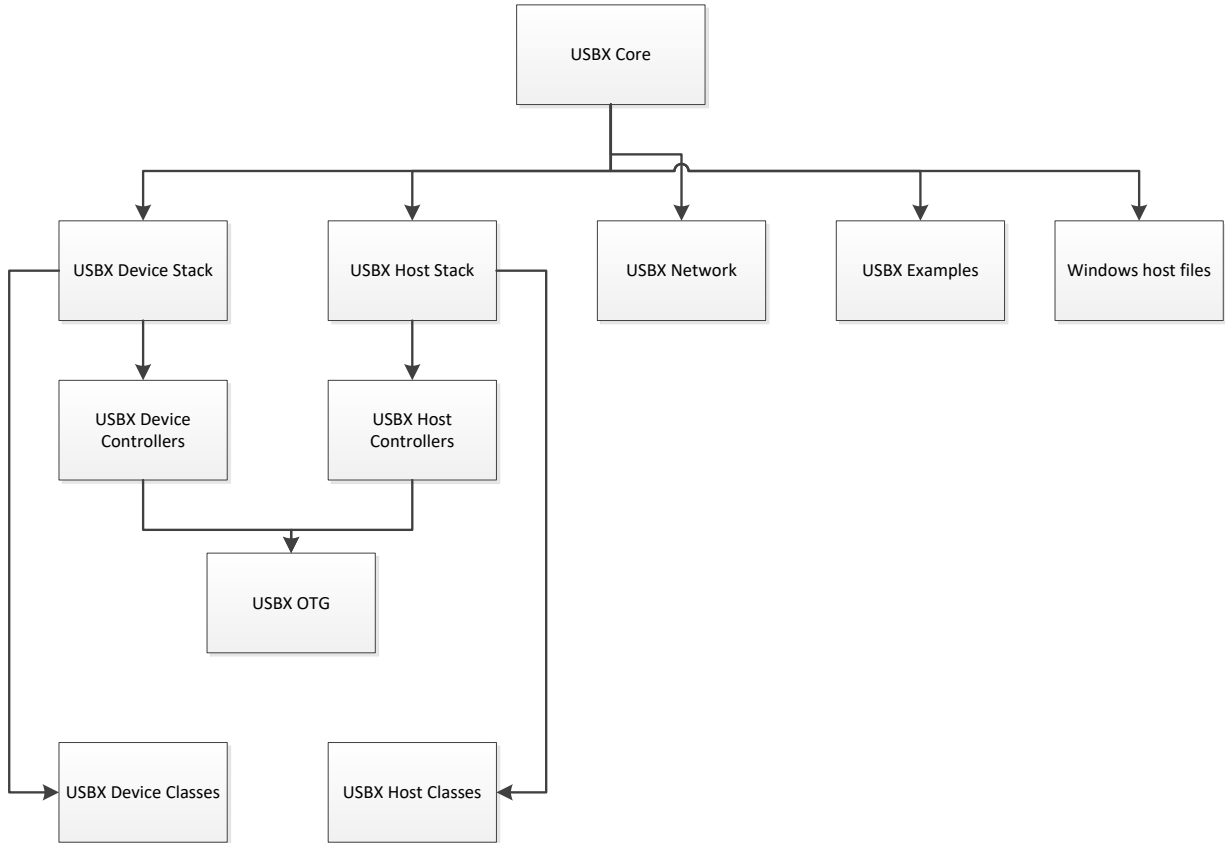 USBX Core
USBX Device Stack
USBX Host Stack
USBX Network
USBX Examples
Windows host files
USBX Device
Controllers
USBX Host
Controllers
USBX OTG
USBX Device Classes
USBX Host Classes